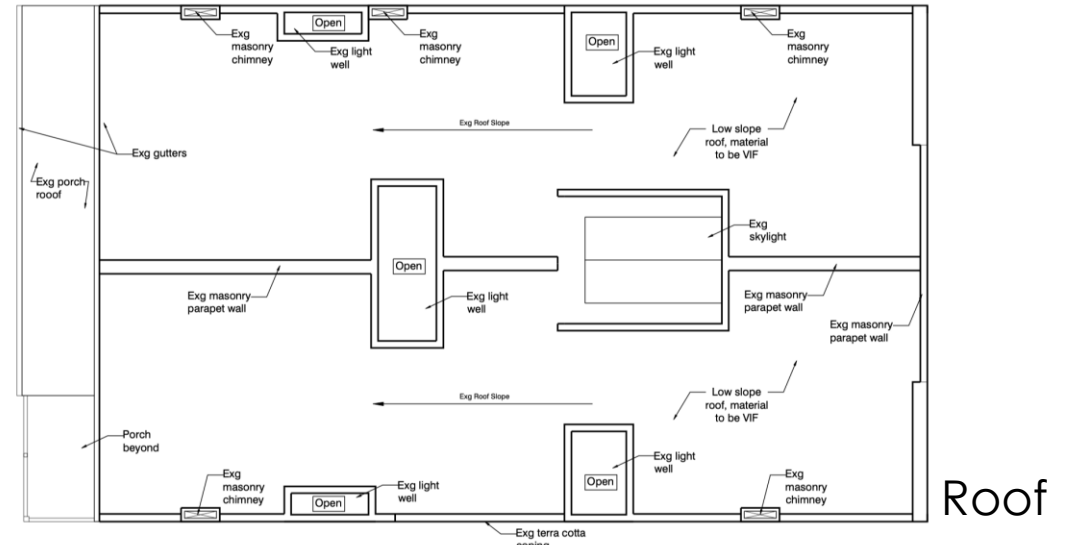 Open
Exg
masonry
chimney
Exg light
well
Exg
masonry
chimney
Open
Exg light
well
Exg
masonry
chimney
Exg Roof Slope
Low slope
roof, material
to be VIF
Exg gutters
Exg porch
rooof
Exg
skylight
Open
Exg masonry
parapet wall
Exg light
well
Exg masonry
parapet wall
Exg masonry
parapet wall
Exg Roof Slope
Low slope
roof, material
to be VIF
Porch
beyond
Exg
masonry
chimney
Open
Exg light
well
Open
Exg light
well
Exg
masonry
chimney
Roof
Exg terra cotta
coping